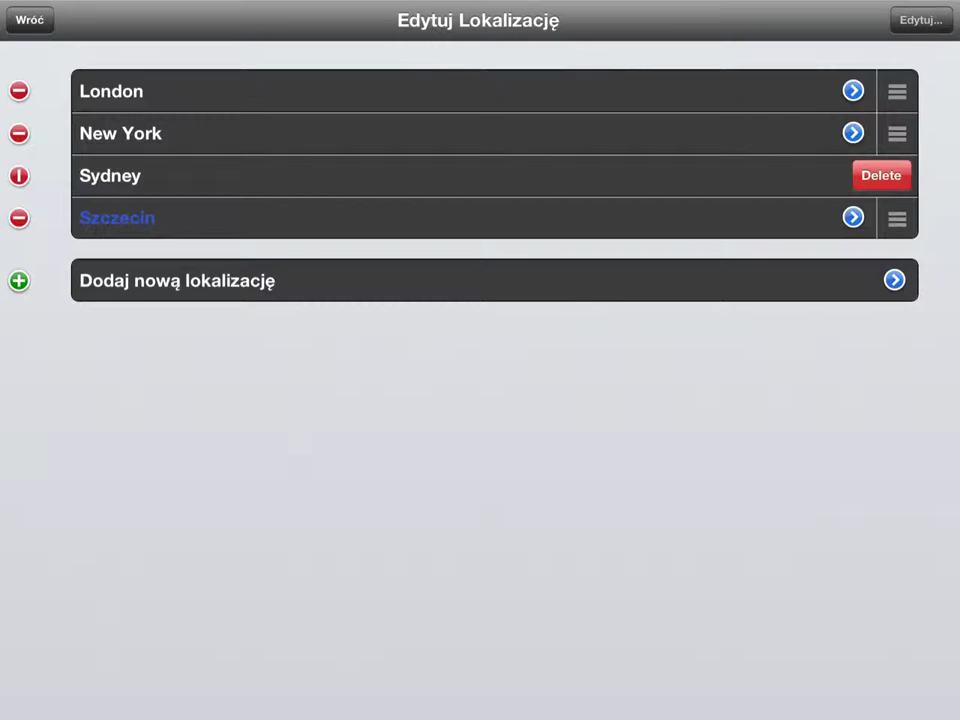 Wróć
Edytuj Lokalizację
Edytuj...
London
New York
Sydney
Delete
Szczecin
Dodaj nową lokalizację